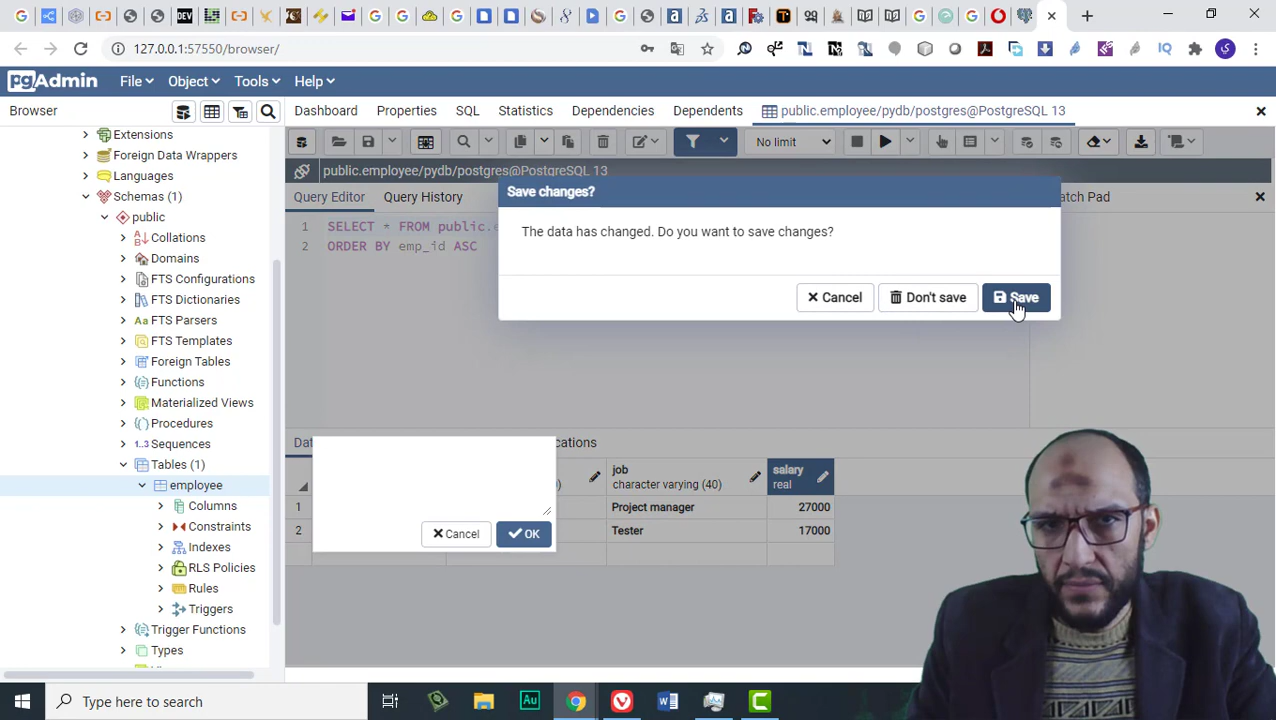 127.0.0.1:57550/browser/
pgAdmin
File
Object
Tools
Help
Browser
Dashboard
Properties
SQL
Statistics
Dependencies
Dependents
public.employee/pydb/postgres@PostgreSQL 13
No limit
public.employee/pydb/postgres@PostgreSQL 13
Query Editor
Query History
1 SELECT * FROM public.
2 ORDER BY emp_id ASC
Save changes?
The data has changed. Do you want to save changes?
Cancel
Don't save
Save
Extensions
Foreign Data Wrappers
Languages
Schemas (1)
public
Collations
Domains
FTS Configurations
FTS Dictionaries
FTS Parsers
FTS Templates
Foreign Tables
Functions
Materialized Views
Procedures
1..3 Sequences
Tables (1)
employee
Columns
Constraints
Indexes
RLS Policies
Rules
Triggers
Trigger Functions
Types
Cancel
OK
job
character varying (40)
salary
real
1 Project manager 27000
2 Tester 17000
Type here to search